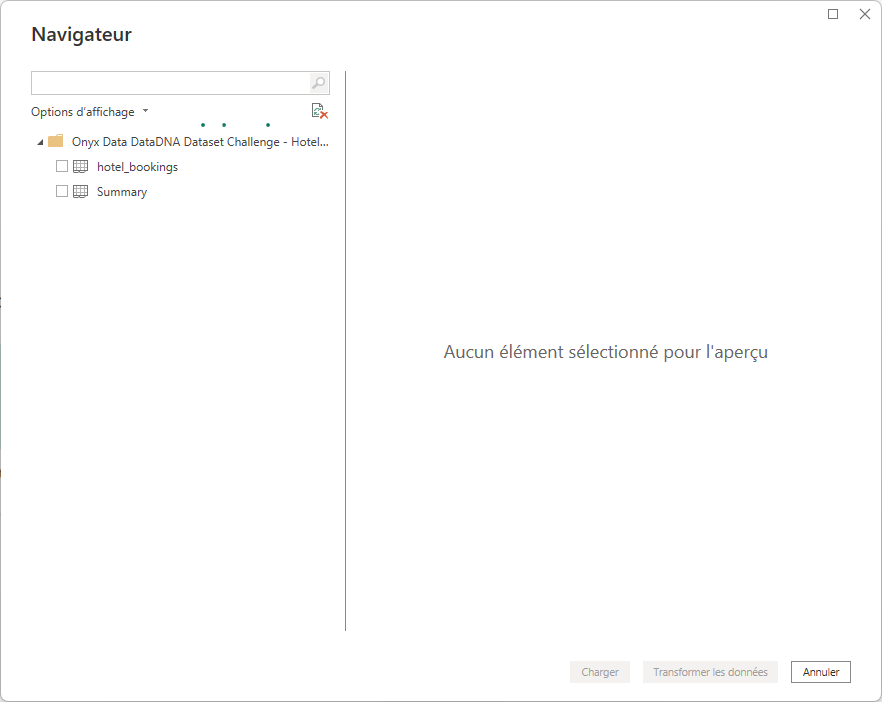 Navigateur
Options d'affichage
Onyx Data DataDNA Dataset Challenge - Hotel...
hotel_bookings
Summary
Aucun élément sélectionné pour l'aperçu
Charger
Transformer les données
Annuler